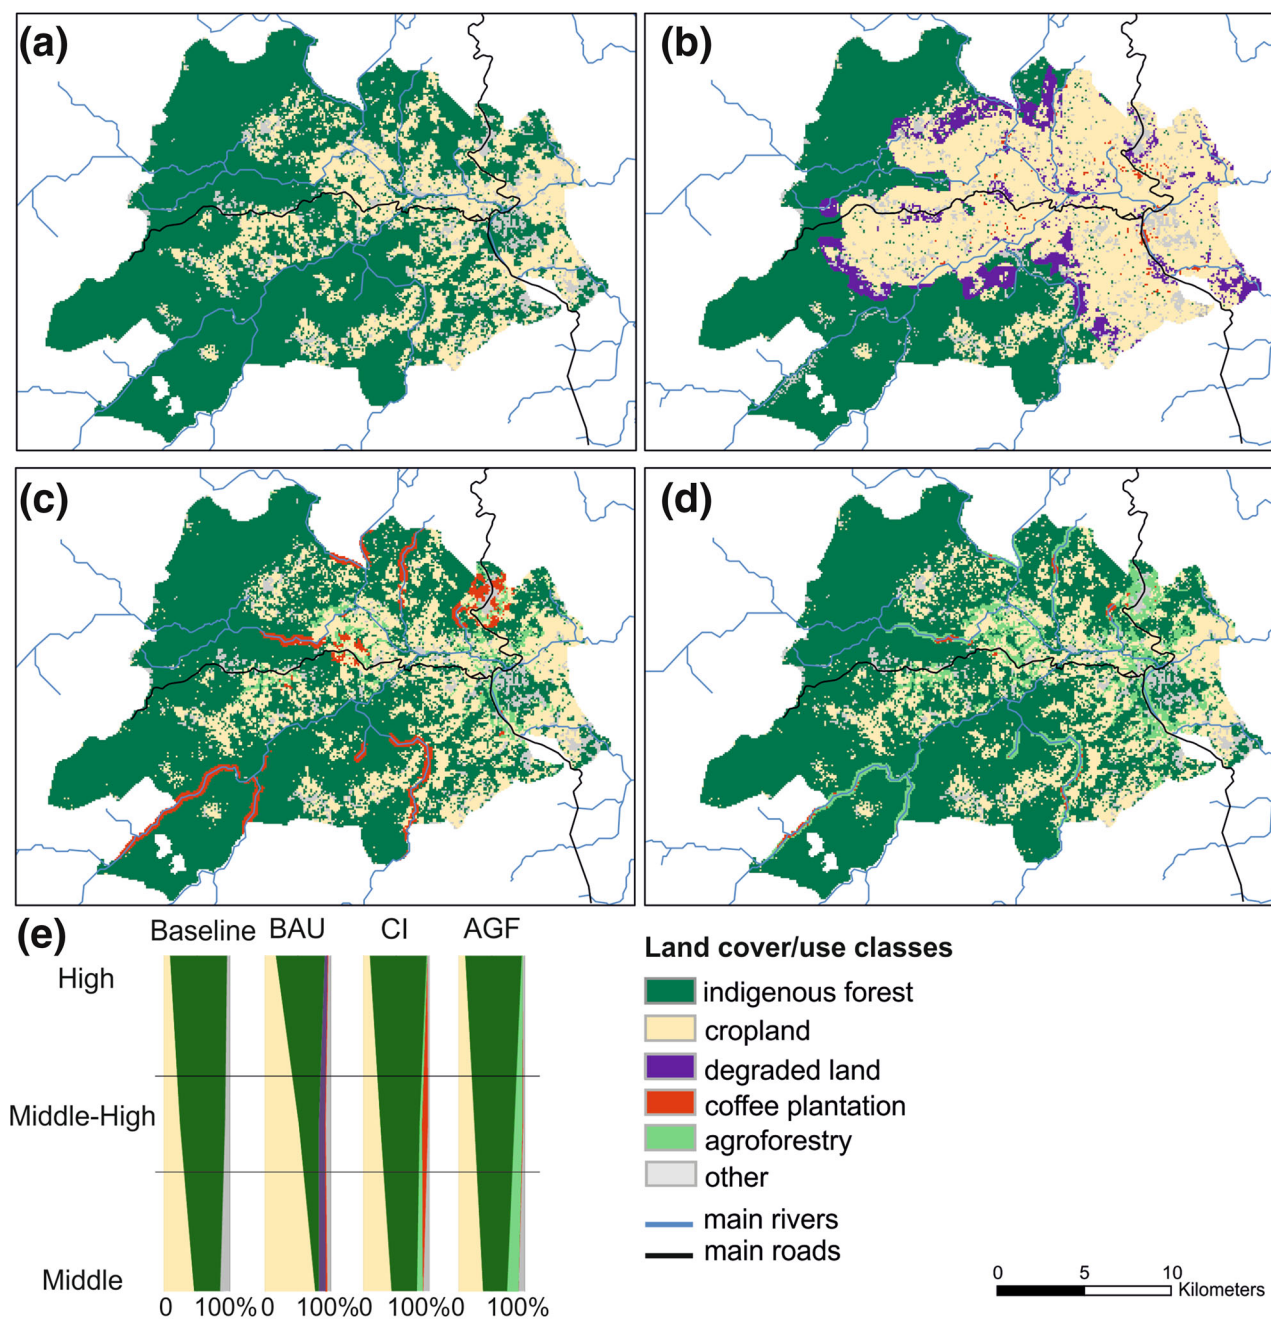 (a)
(b)
(c)
(d)
(e)
Baseline BAU CI AGF
High
Middle-High
Middle
0 100% 0 100% 0 100% 0 100%
Land cover/use classes
indigenous forest
cropland
degraded land
coffee plantation
agroforestry
other
main rivers
main roads
0 5 10
Kilometers